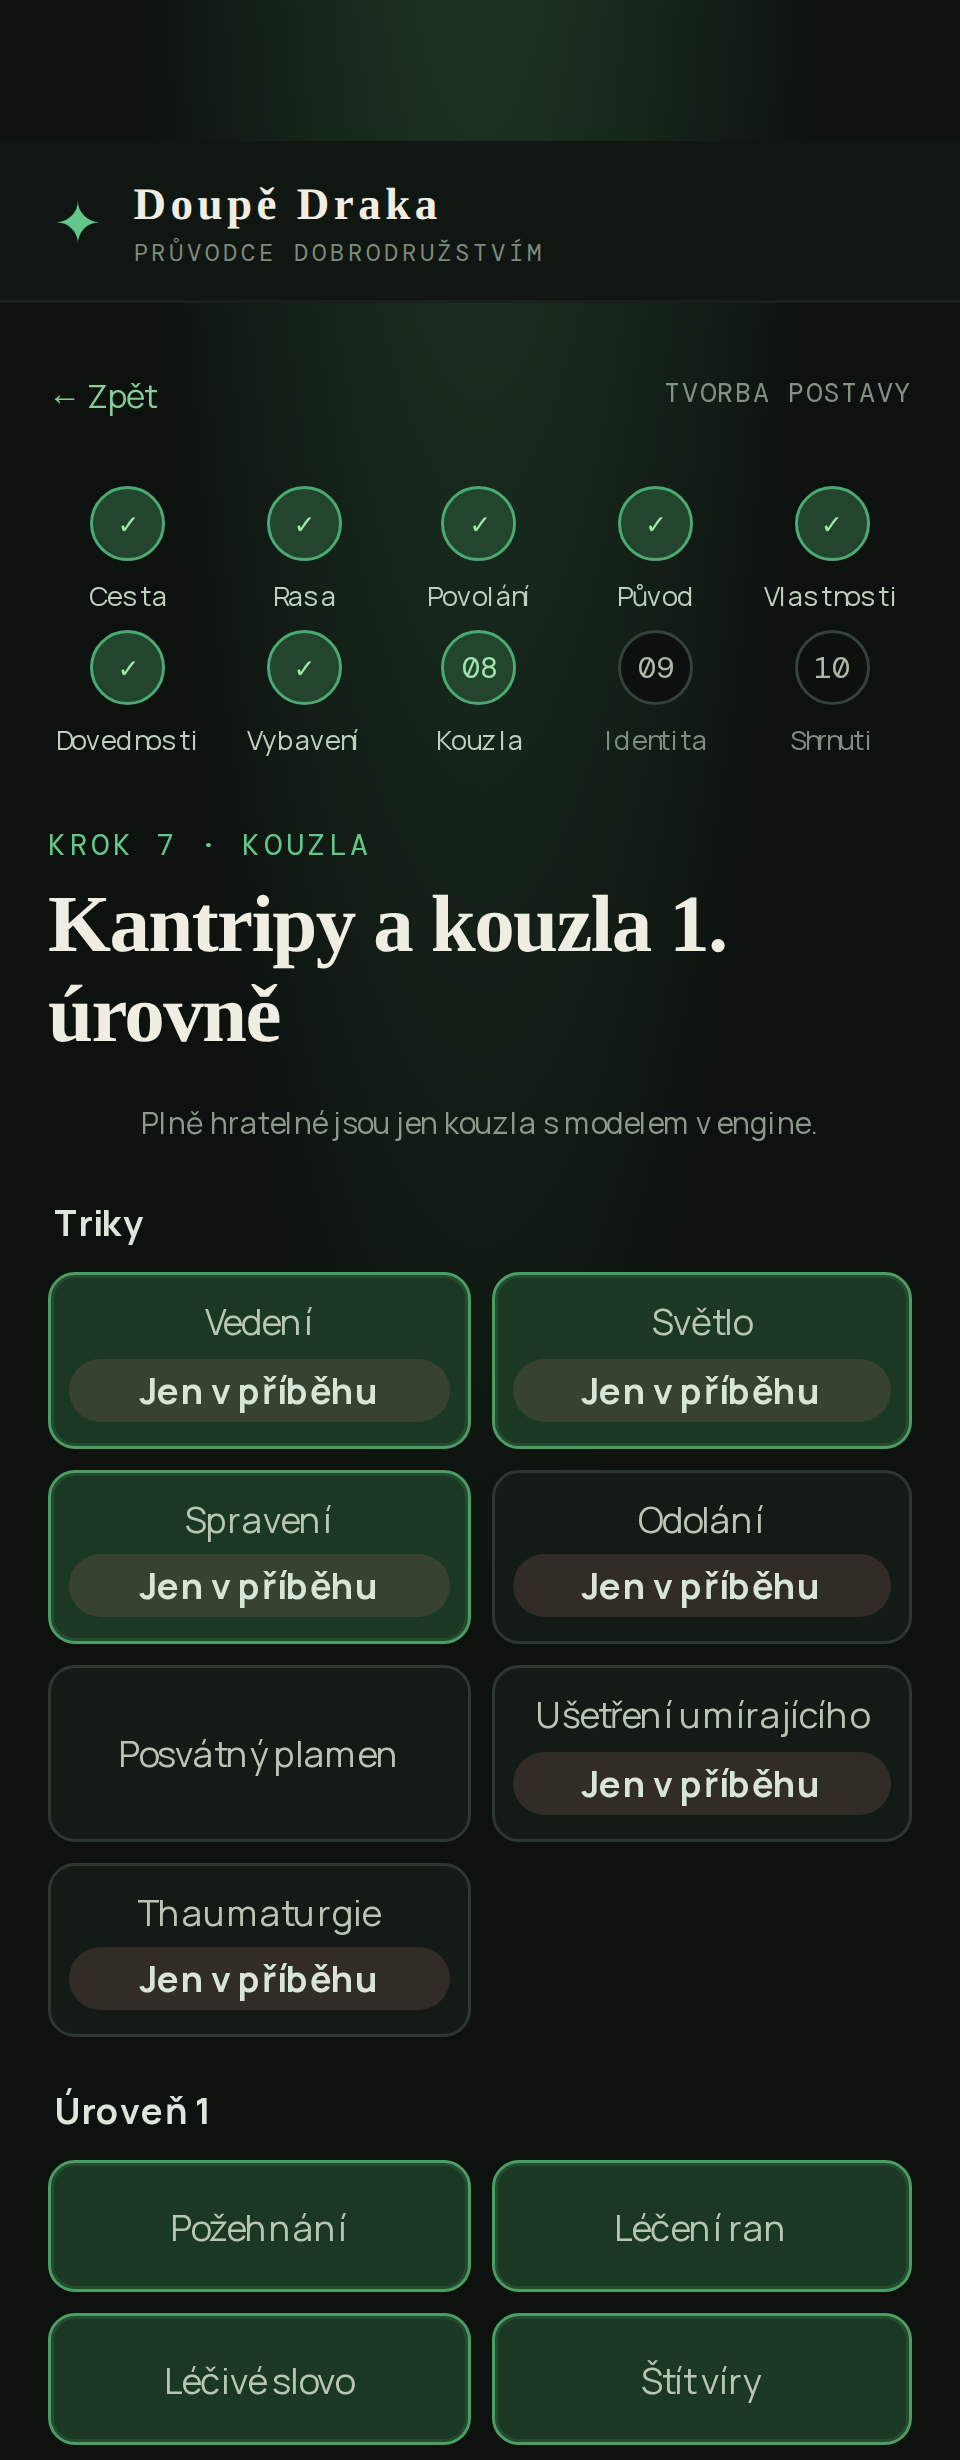 Doupě Draka
PRŮVODCE DOBRODRUŽSTVÍM
← Zpět
TVORBA POSTAVY
✓ ✓ ✓ ✓ ✓
Cesta Rasa Povolání Původ Vlastnosti
✓ ✓ 08 09 10
Dovednosti Vybavení Kouzla Identita Shrnuti
KROK 7 · KOUZLA
Kantripy a kouzla 1.
úrovně
Plně hratelné jsou jen kouzla s modelem v engine.
Triky
Vedení
Jen v příběhu
Světlo
Jen v příběhu
Spravení
Jen v příběhu
Odolání
Jen v příběhu
Posvátný plamen
Ušetření umírajícího
Jen v příběhu
Thaumaturgie
Jen v příběhu
Úroveň 1
Požehnání
Léčení ran
Léčivé slovo
Štít víry